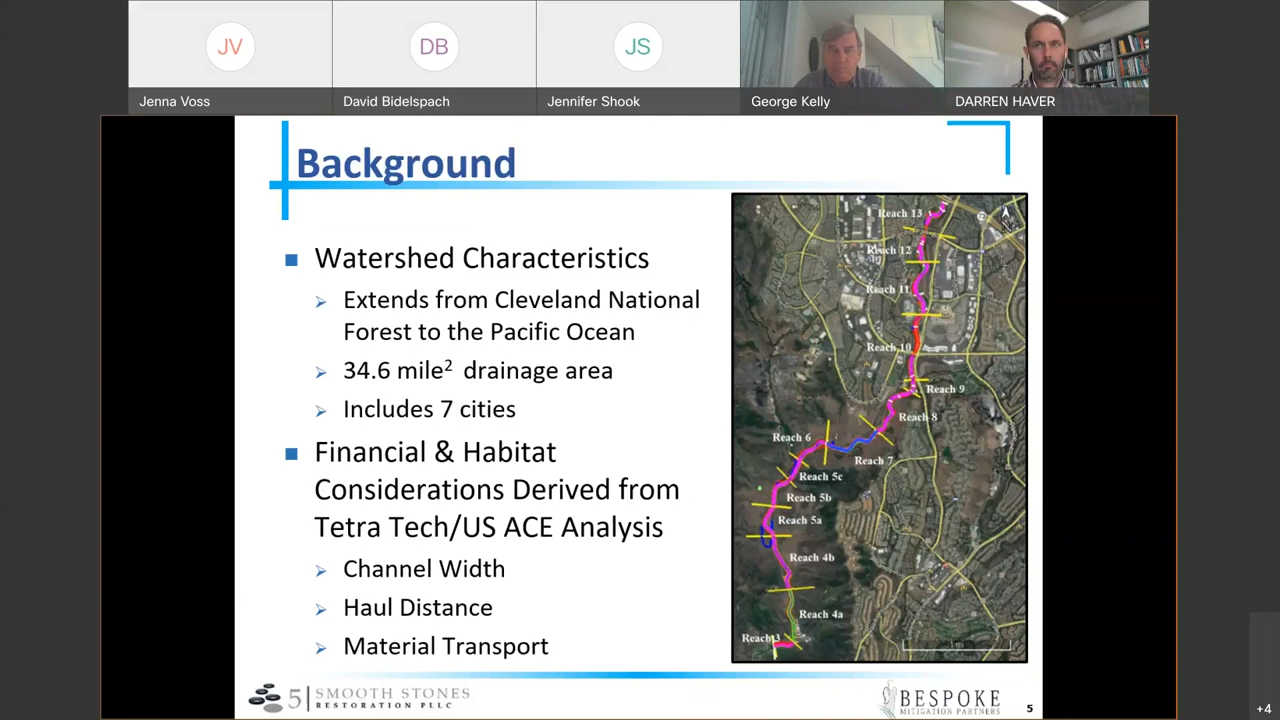 JV
DB
JS
Jenna Voss
David Bidelspach
Jennifer Shook
George Kelly
DARREN HAVER
Background
Watershed Characteristics
Extends from Cleveland National
Forest to the Pacific Ocean
34.6 mile² drainage area
Includes 7 cities
Financial & Habitat
Considerations Derived from
Tetra Tech/US ACE Analysis
Channel Width
Haul Distance
Material Transport
Reach 13
Reach 12
Reach 11
Reach 10
Reach 9
Reach 8
Reach 6
Reach 7
Reach 5c
Reach 5b
Reach 5a
Reach 4b
Reach 4a
Reach 3
5 SMOOTH STONES
RESTORATION PLLC
BESPOKE
MITIGATION PARTNERS
5
+4